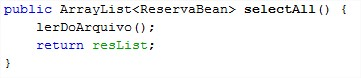 public ArrayList<ReservaBean> selectAll() {
    lerDoArquivo();
    return resList;
}